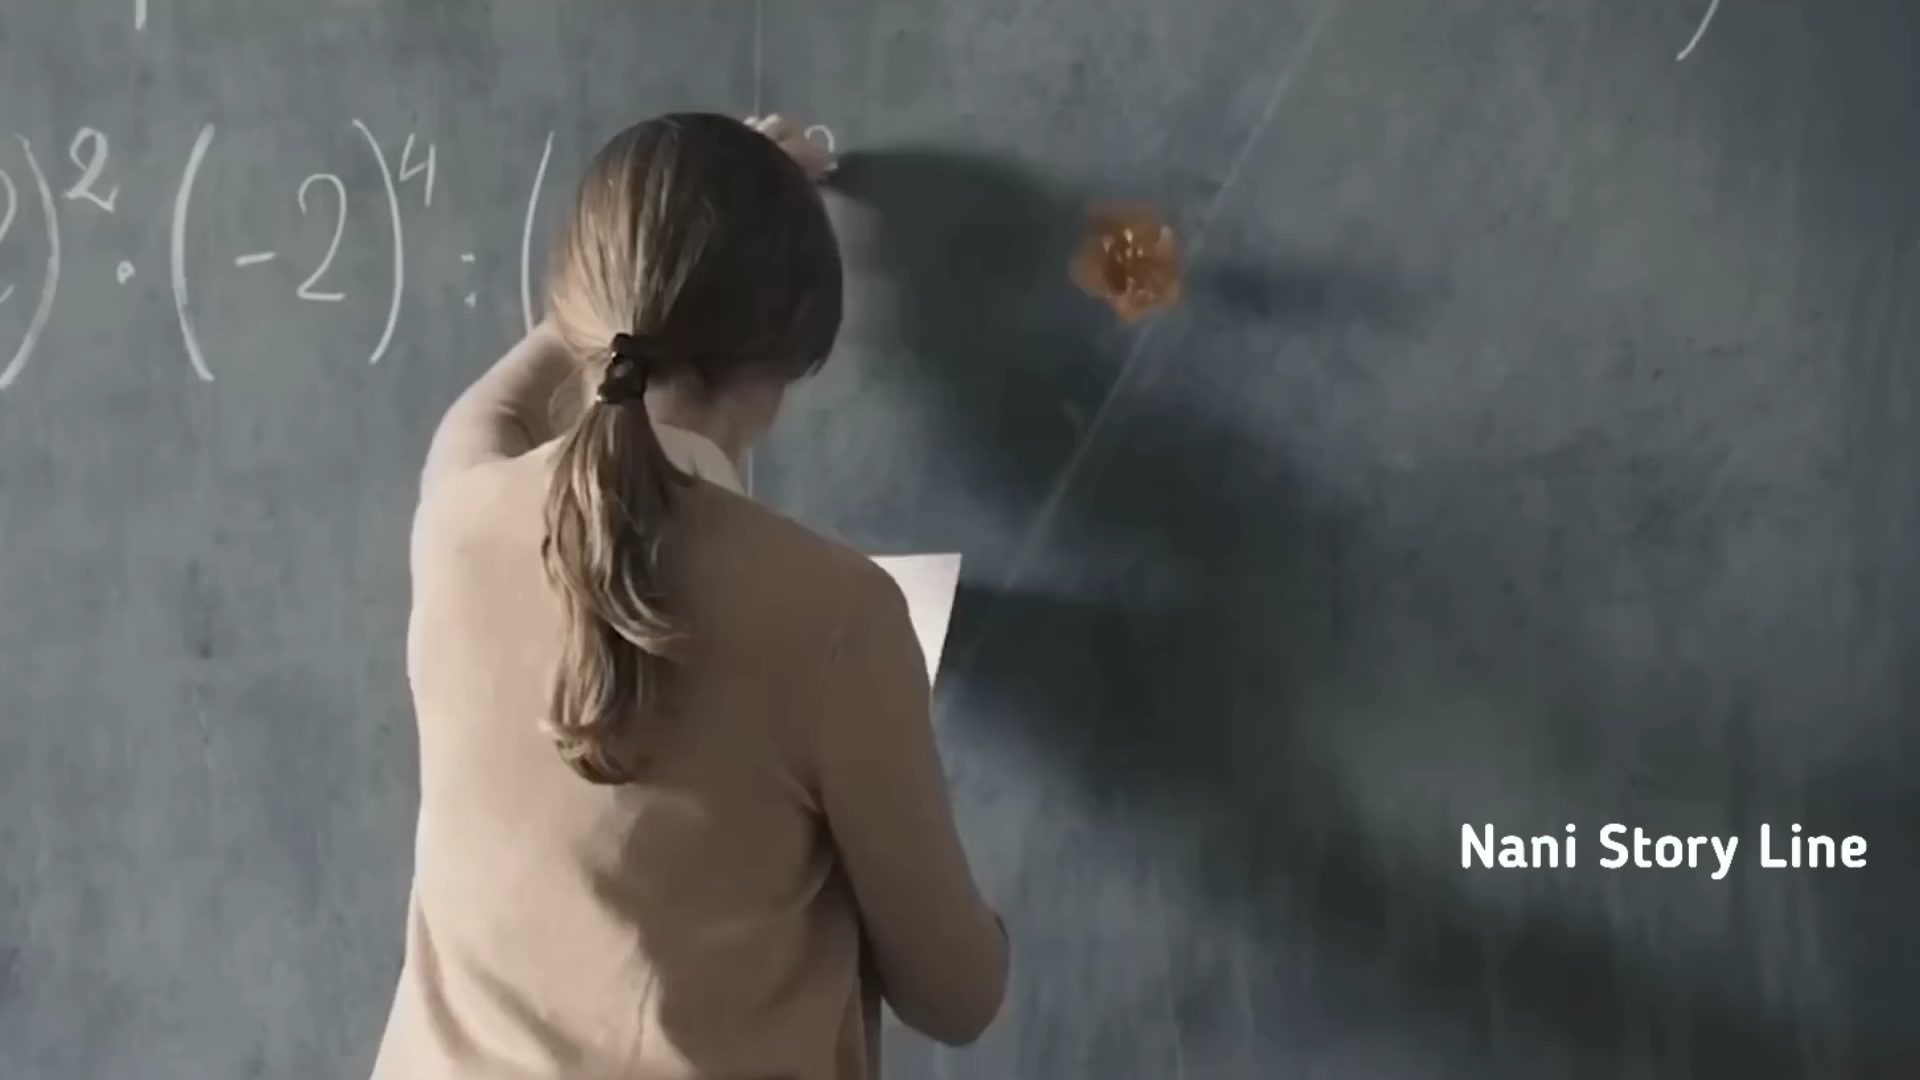 )² · (-2)⁴ : (
Nani Story Line